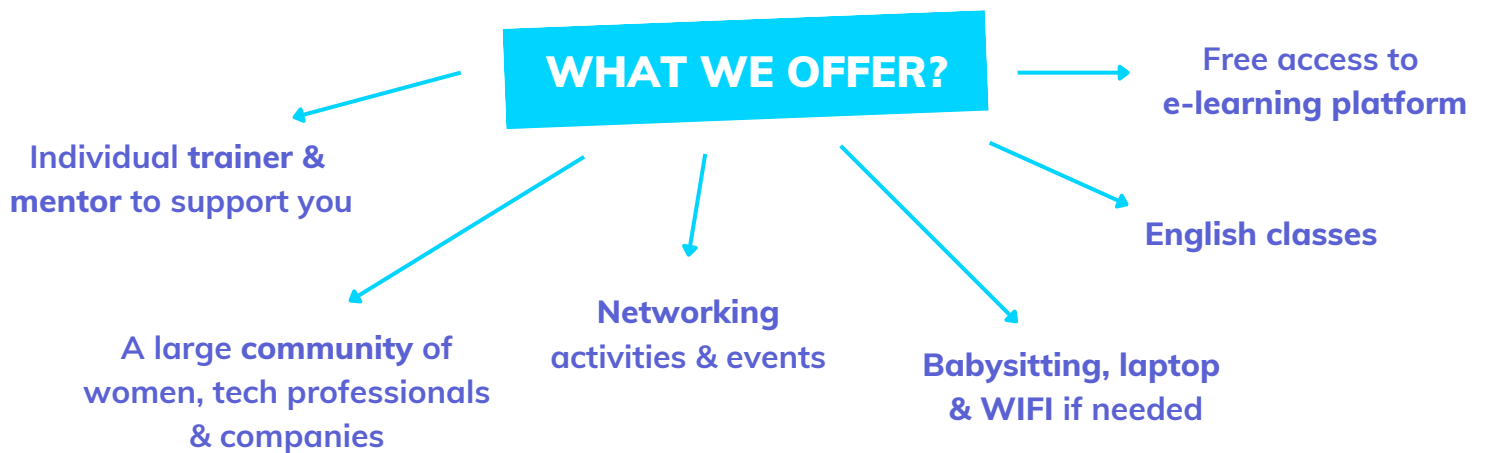 WHAT WE OFFER?
Individual trainer &
mentor to support you
A large community of
women, tech professionals
& companies
Networking
activities & events
Babysitting, laptop
& WIFI if needed
English classes
Free access to
e-learning platform